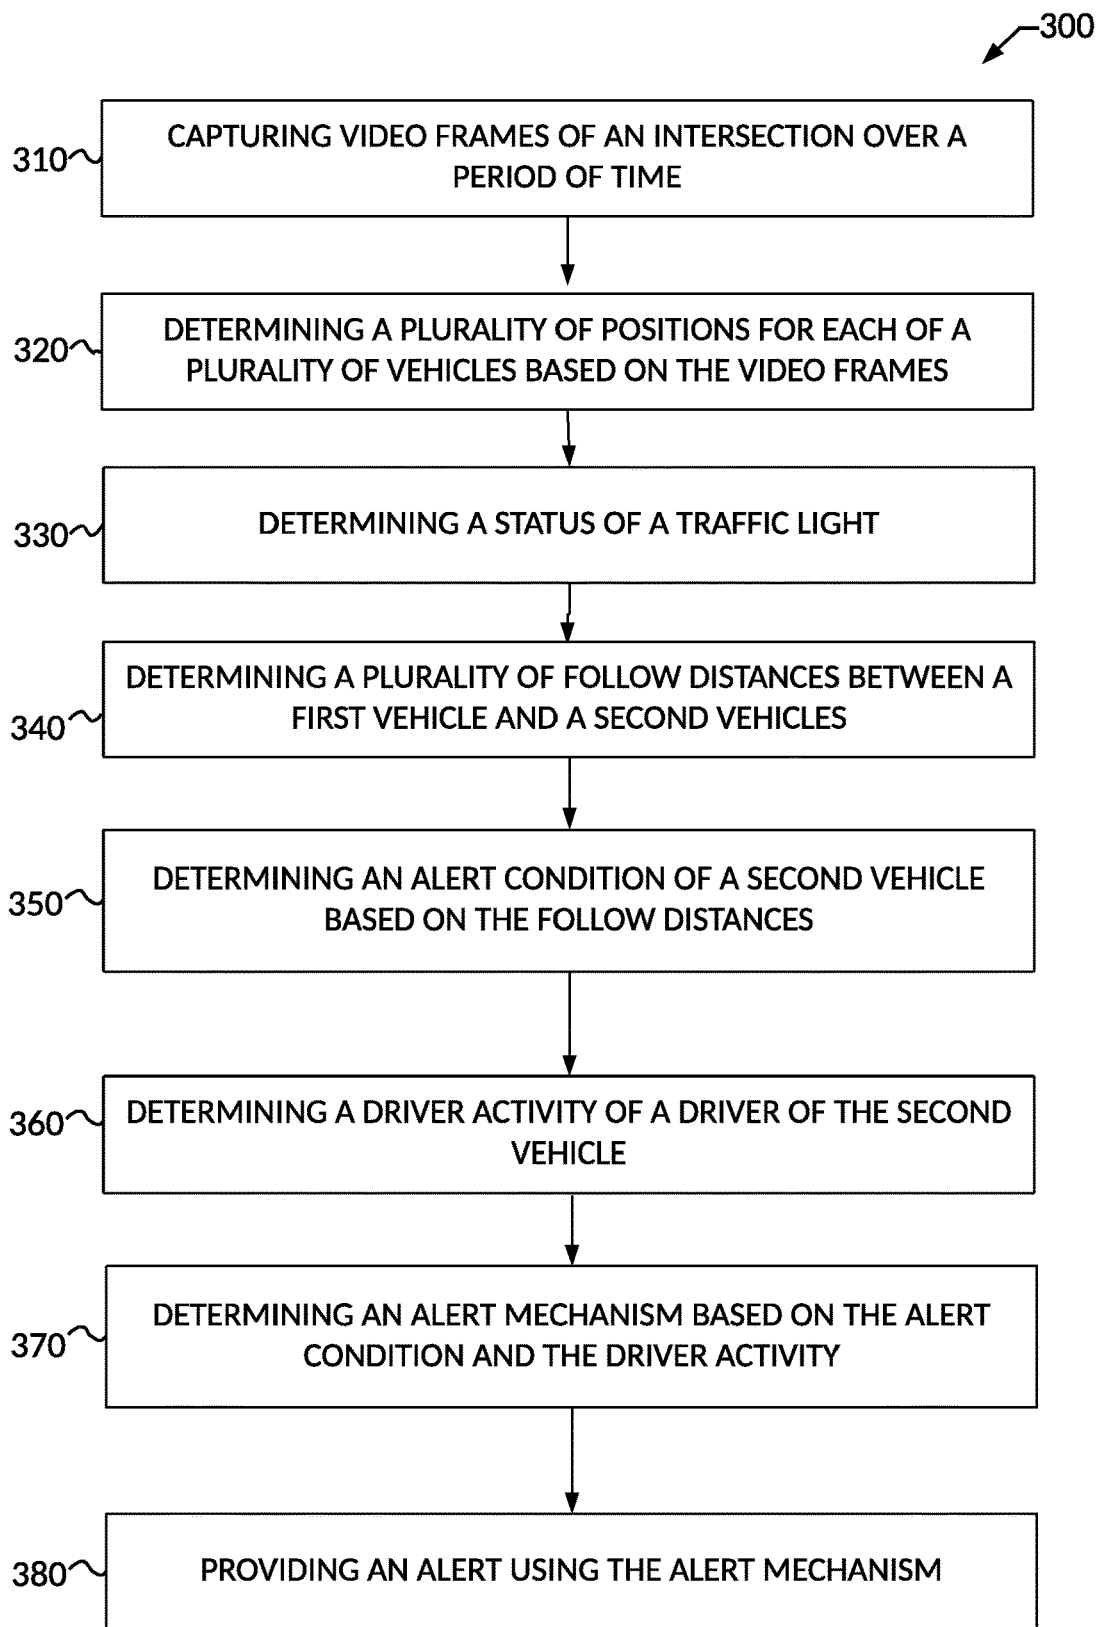 300
310
CAPTURING VIDEO FRAMES OF AN INTERSECTION OVER A
PERIOD OF TIME
320
DETERMINING A PLURALITY OF POSITIONS FOR EACH OF A
PLURALITY OF VEHICLES BASED ON THE VIDEO FRAMES
330
DETERMINING A STATUS OF A TRAFFIC LIGHT
340
DETERMINING A PLURALITY OF FOLLOW DISTANCES BETWEEN A
FIRST VEHICLE AND A SECOND VEHICLES
350
DETERMINING AN ALERT CONDITION OF A SECOND VEHICLE
BASED ON THE FOLLOW DISTANCES
360
DETERMINING A DRIVER ACTIVITY OF A DRIVER OF THE SECOND
VEHICLE
370
DETERMINING AN ALERT MECHANISM BASED ON THE ALERT
CONDITION AND THE DRIVER ACTIVITY
380
PROVIDING AN ALERT USING THE ALERT MECHANISM